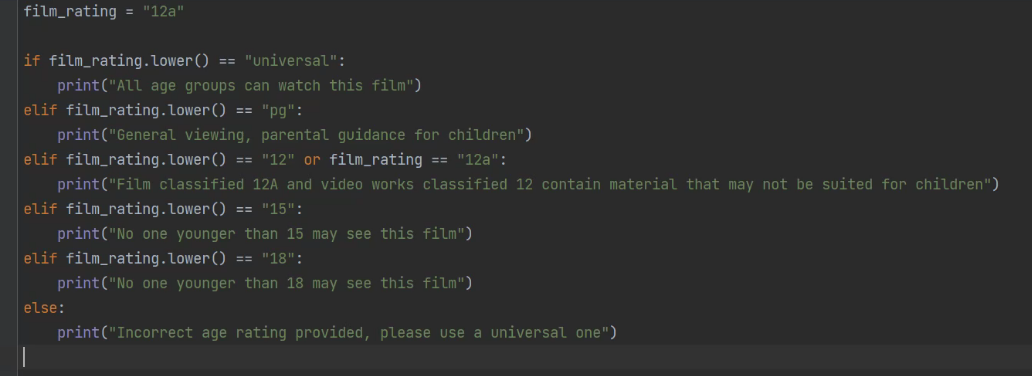 film_rating = "12a"

if film_rating.lower() == "universal":
    print("All age groups can watch this film")
elif film_rating.lower() == "pg":
    print("General viewing, parental guidance for children")
elif film_rating.lower() == "12" or film_rating == "12a":
    print("Film classified 12A and video works classified 12 contain material that may not be suited for children")
elif film_rating.lower() == "15":
    print("No one younger than 15 may see this film")
elif film_rating.lower() == "18":
    print("No one younger than 18 may see this film")
else:
    print("Incorrect age rating provided, please use a universal one")